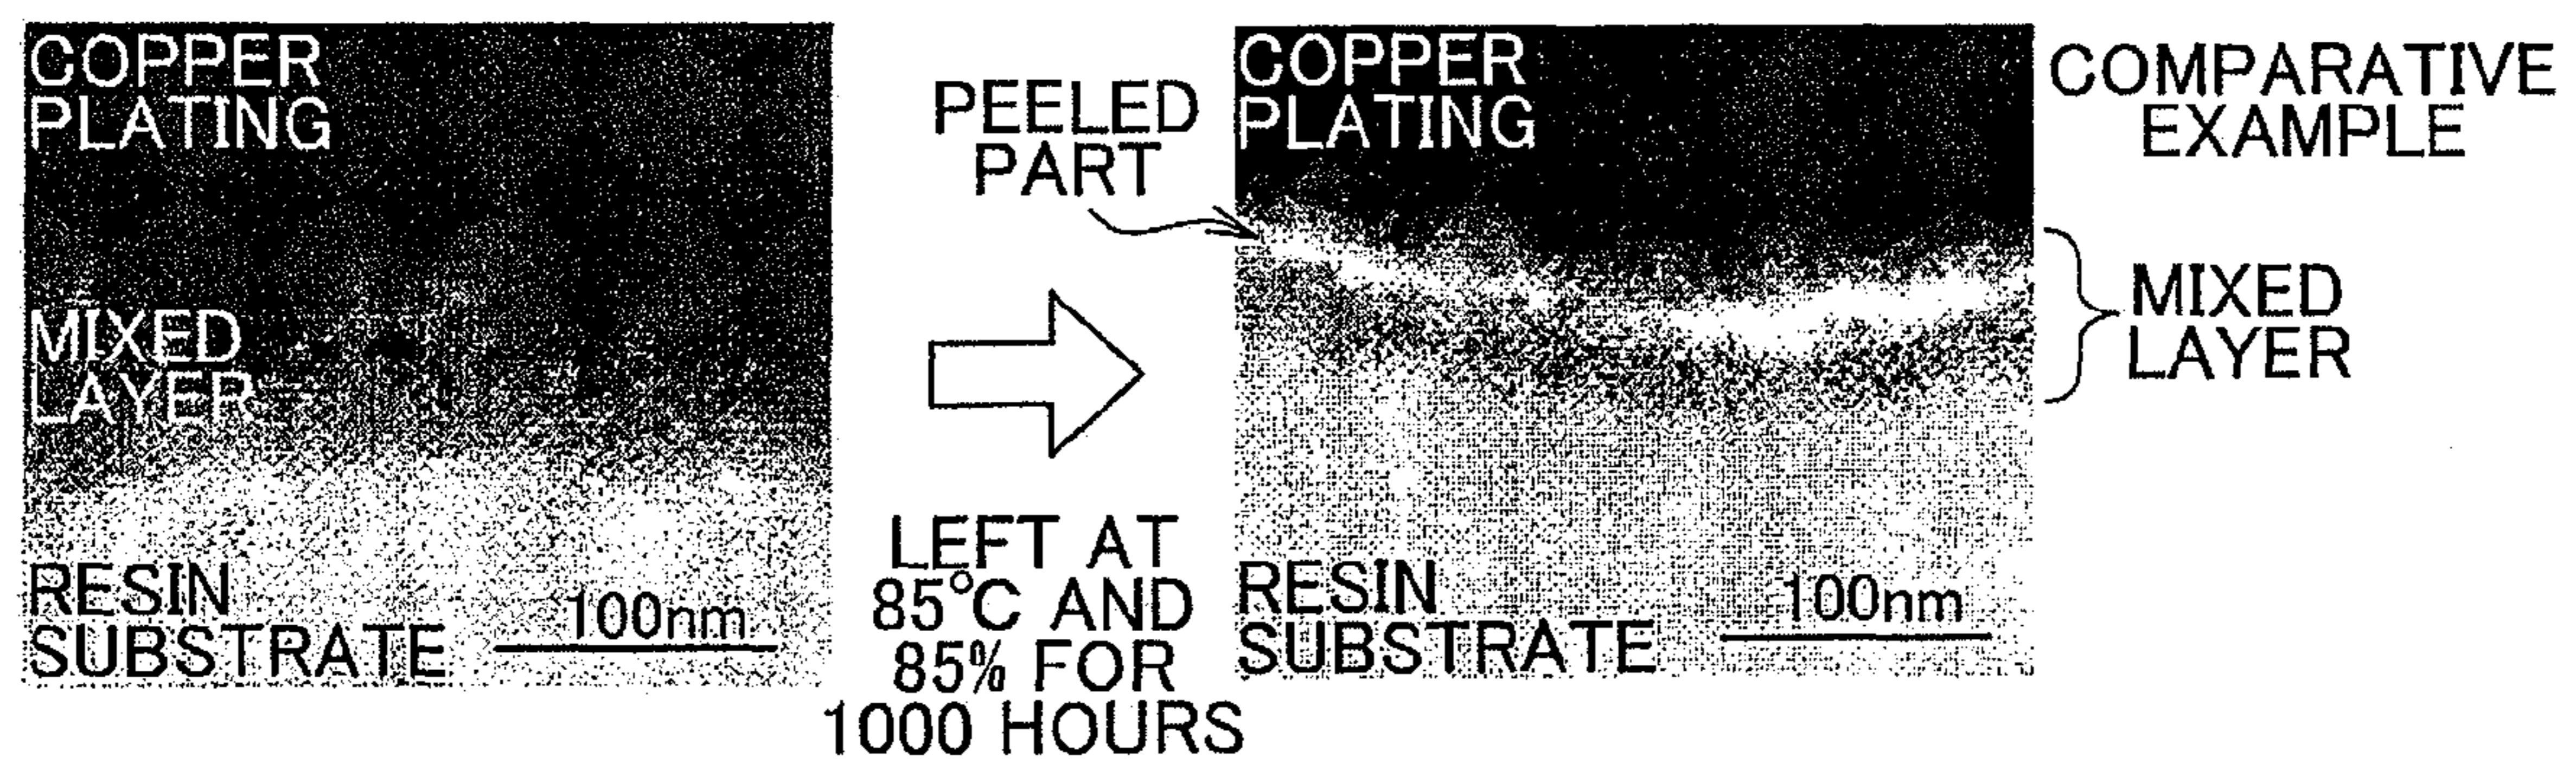 COPPER
PLATING
MIXED
LAYER
RESIN
SUBSTRATE
100nm
PEELED
PART
LEFT AT
85°C AND
85% FOR
1000 HOURS
COPPER
PLATING
RESIN
SUBSTRATE
100nm
COMPARATIVE
EXAMPLE
MIXED
LAYER